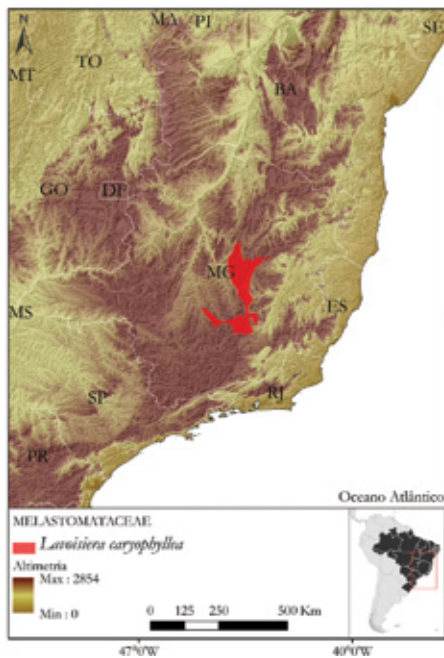 N
MA PI SE
MT TO
BA
GO DF
MG
MS ES
SP RJ
PR
Oceano Atlântico
MELASTOMATACEAE
Lavoisiera caryophyllea
Altimetria
Max : 2854
Min : 0
0 125 250 500 Km
47°0'W 40°0'W